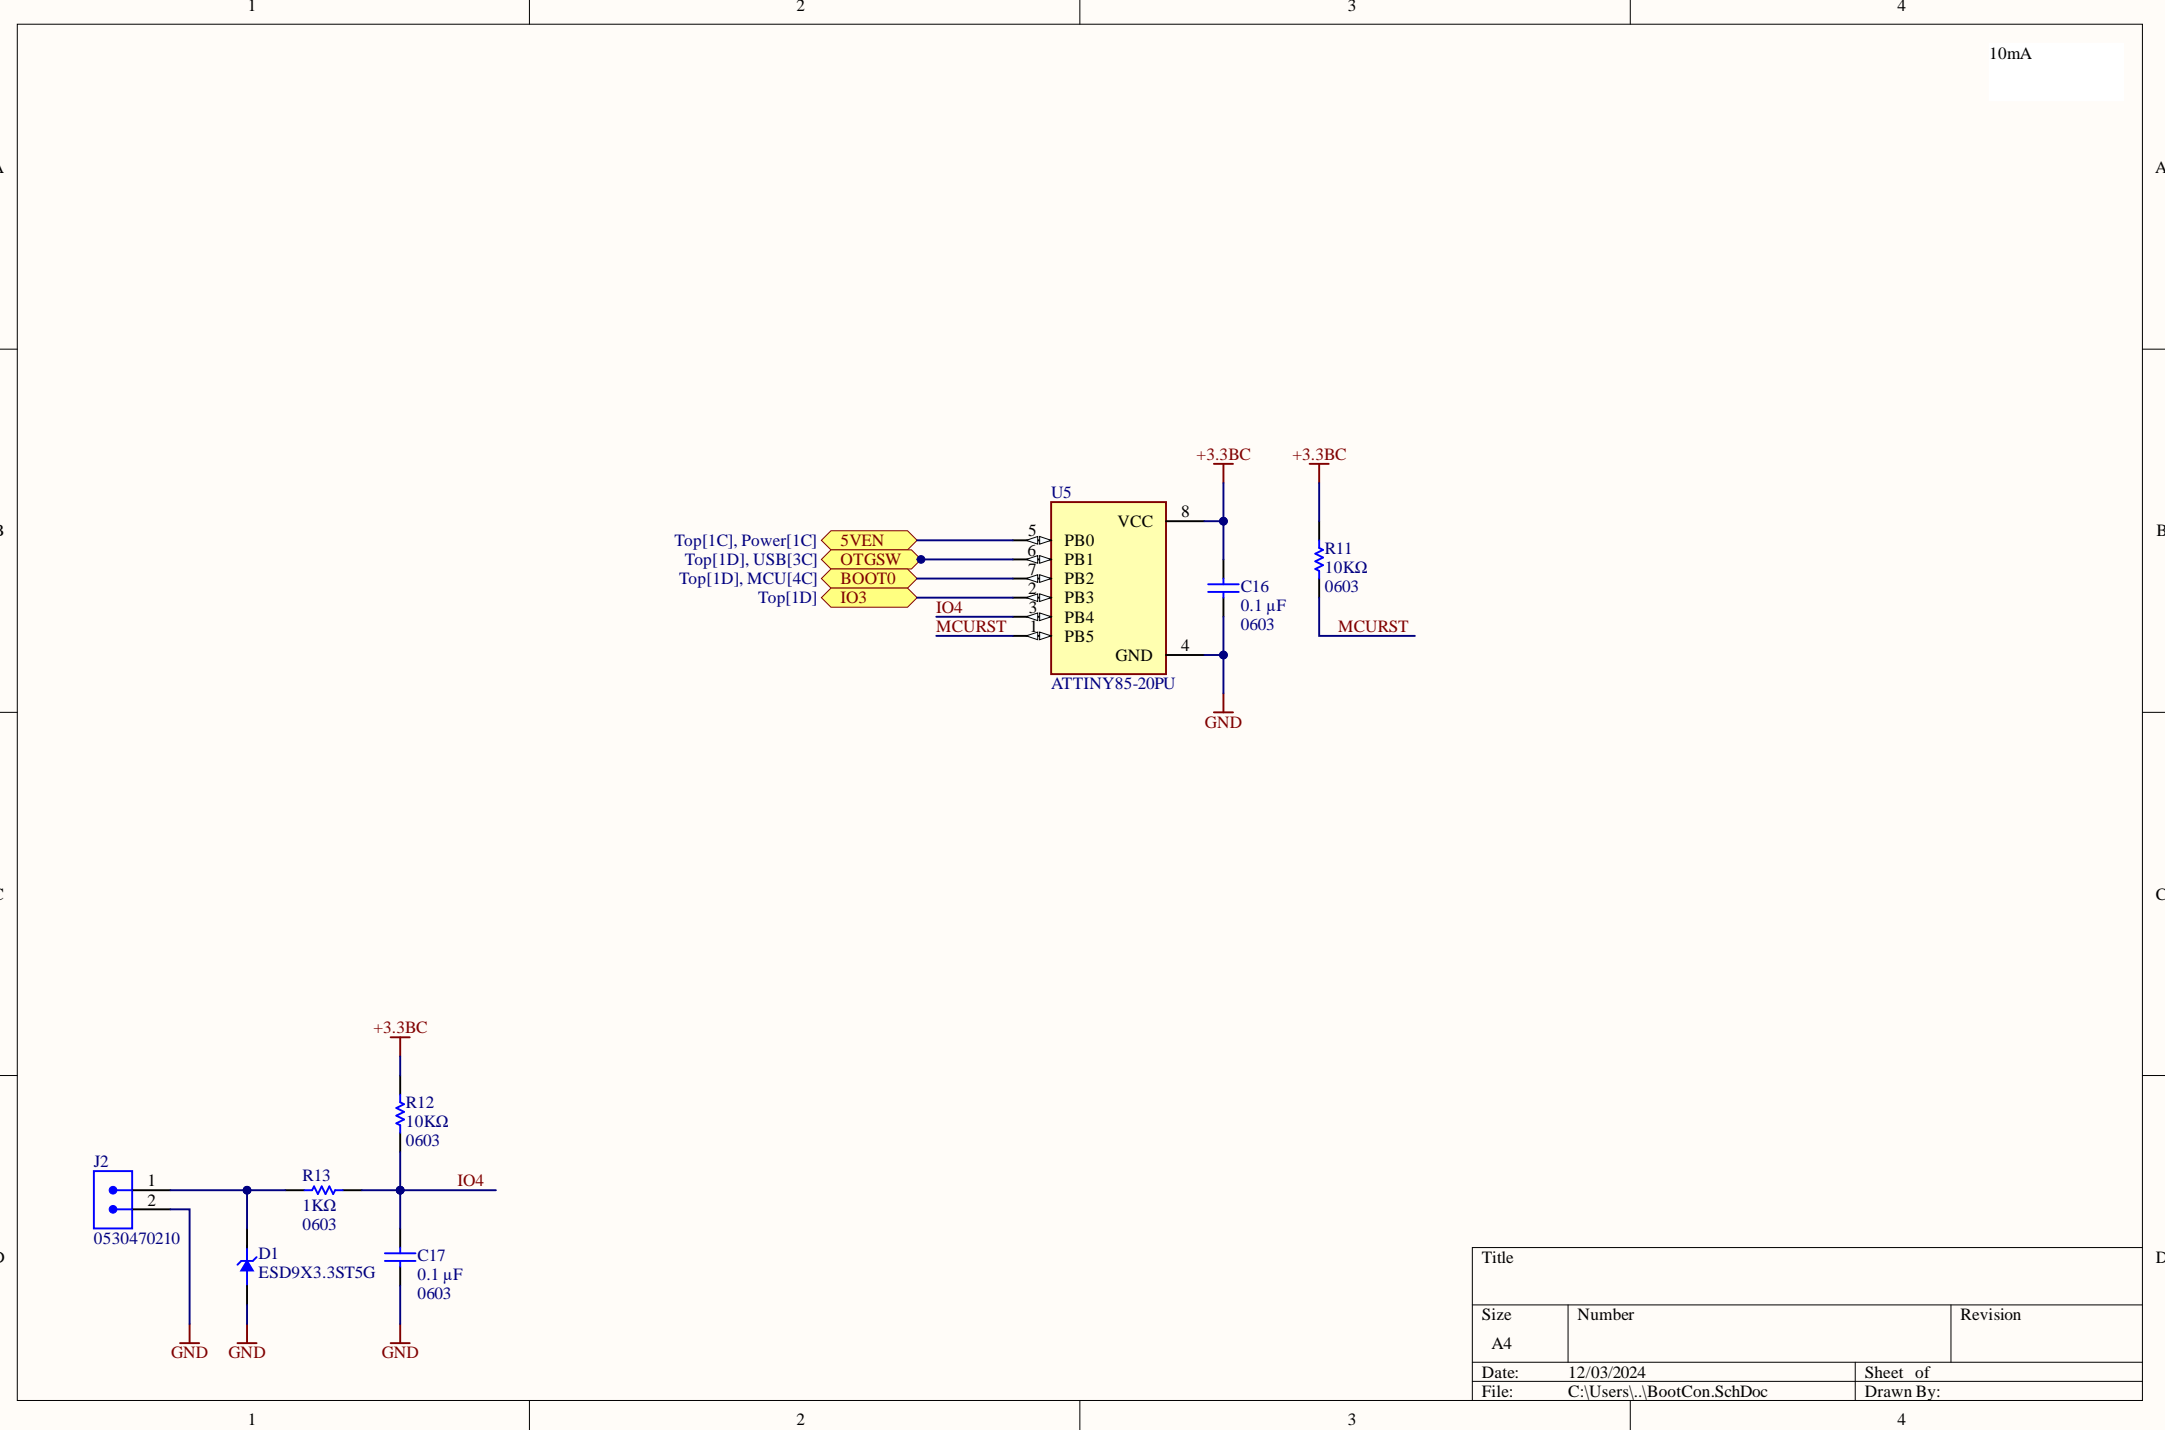 1 2 3 4
10mA
A A
+3.3BC +3.3BC
U5
VCC 8
B B
Top[1C], Power[1C] 5VEN 5 PB0
Top[1D], USB[3C] OTGSW 6 PB1
Top[1D], MCU[4C] BOOT0 7 PB2
Top[1D] IO3 2 PB3
IO4 3 PB4
MCURST 1 PB5
GND 4
ATTINY85-20PU
C16
0.1 µF
0603
GND
R11
10KΩ
0603
MCURST
C C
+3.3BC
R12
10KΩ
0603
J2
1
2
0530470210
R13
1KΩ
0603
IO4
D D
D1
ESD9X3.3ST5G
C17
0.1 µF
0603
GND GND GND
Title
Size Number Revision
A4
Date: 12/03/2024 Sheet of
File: C:\Users\..\BootCon.SchDoc Drawn By:
1 2 3 4